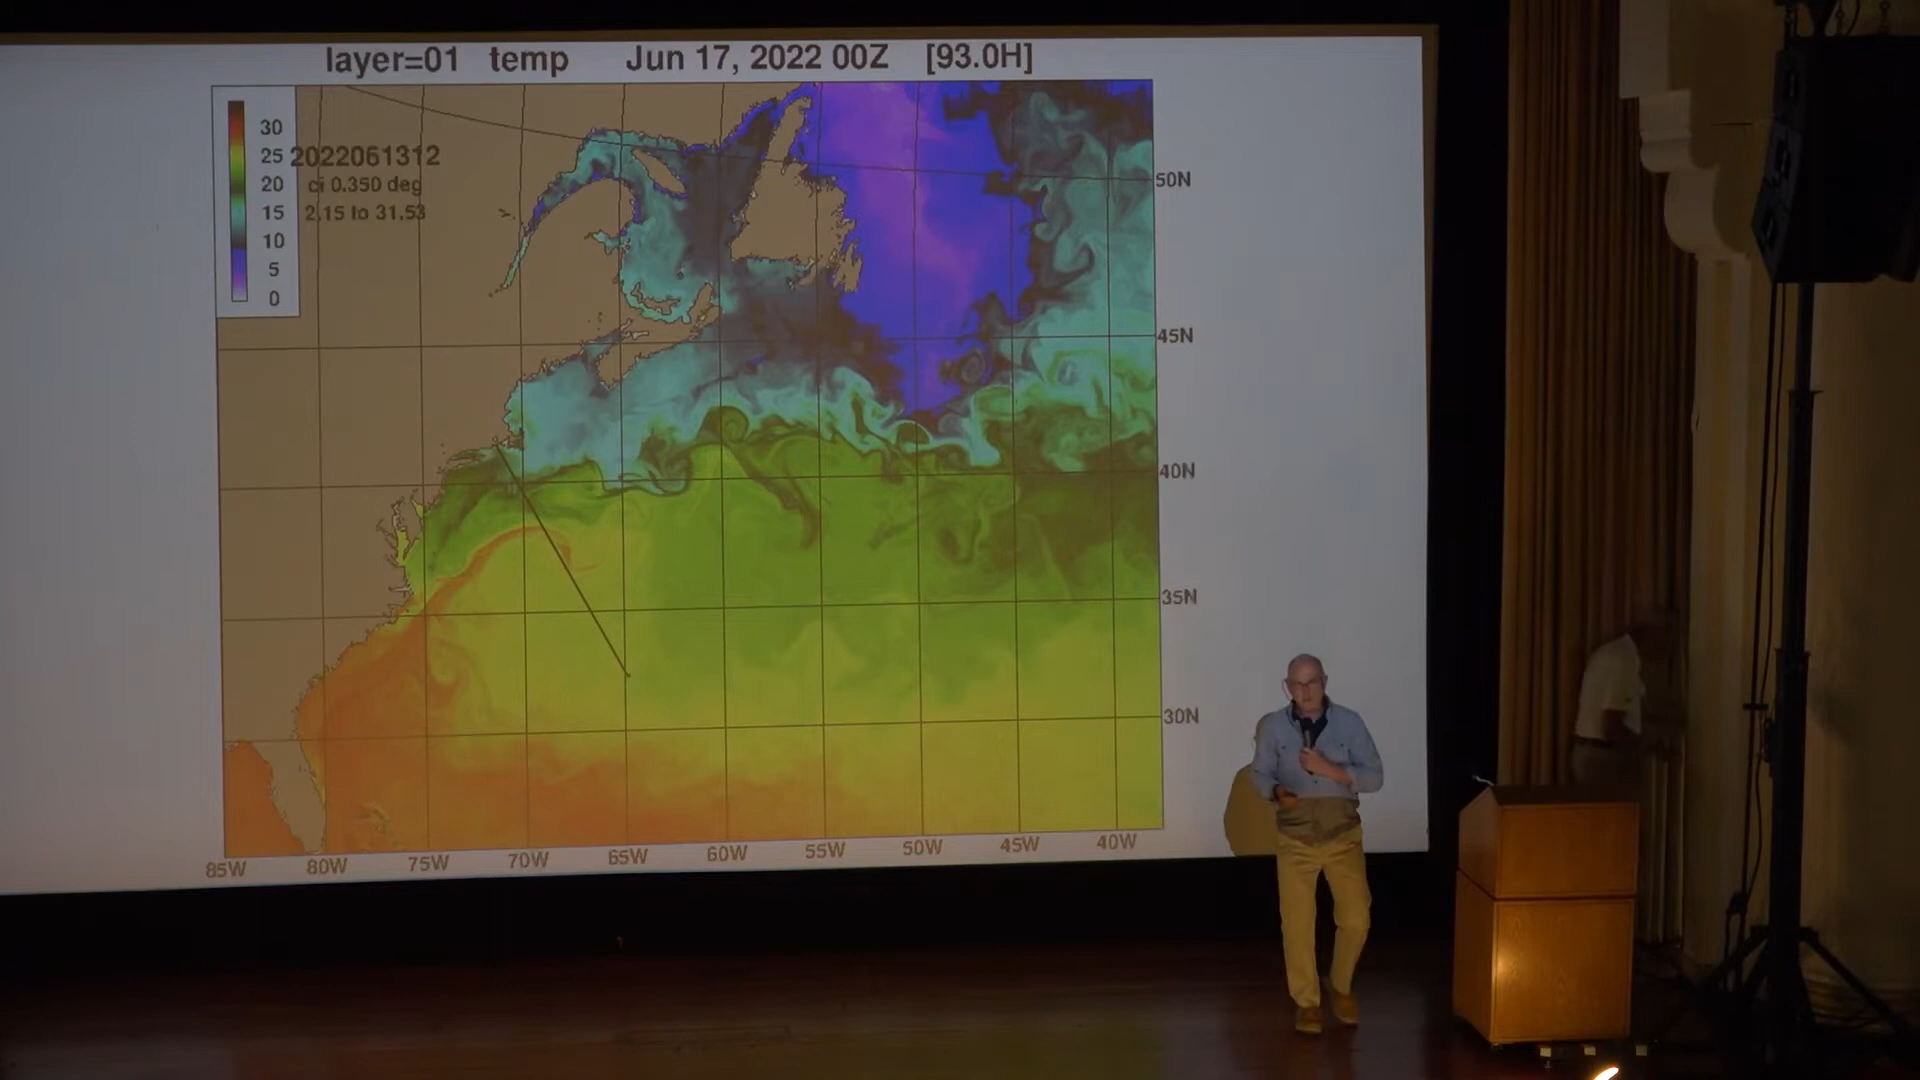 layer=01 temp Jun 17, 2022 00Z [93.0H]
30
25
20
15
10
5
0
2022061312
ci 0.350 deg
2.15 to 31.53
50N
45N
40N
35N
30N
85W 80W 75W 70W 65W 60W 55W 50W 45W 40W